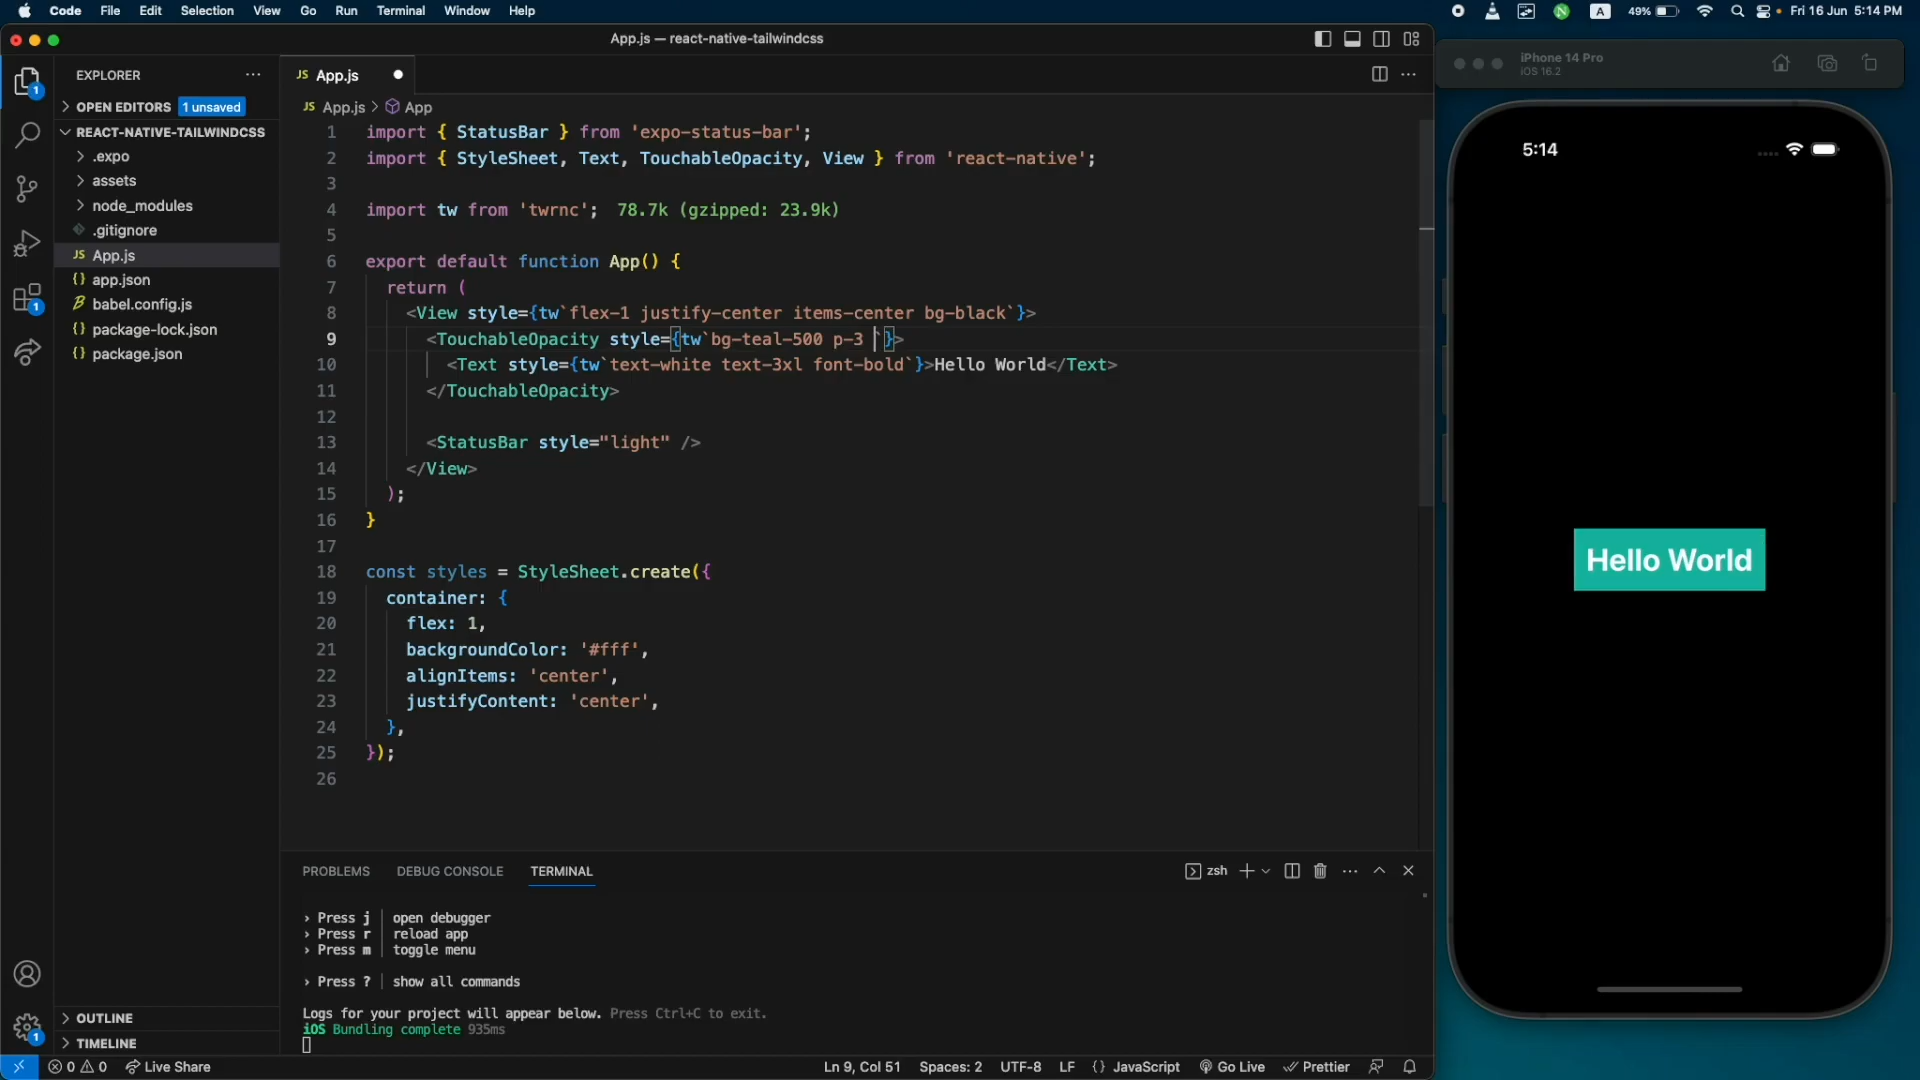 Code File Edit Selection View Go Run Terminal Window Help
A 49% Fri 16 Jun 5:14 PM
App.js — react-native-tailwindcss
iPhone 14 Pro
iOS 16.2
EXPLORER
OPEN EDITORS 1 unsaved
REACT-NATIVE-TAILWINDCSS
.expo
assets
node_modules
.gitignore
JS App.js
{} app.json
babel.config.js
{} package-lock.json
{} package.json
OUTLINE
TIMELINE
1
1
1
JS App.js
JS App.js > App
1 import { StatusBar } from 'expo-status-bar';
2 import { StyleSheet, Text, TouchableOpacity, View } from 'react-native';
3
4 import tw from 'twrnc'; 78.7k (gzipped: 23.9k)
5
6 export default function App() {
7 return (
8 <View style={tw`flex-1 justify-center items-center bg-black`}>
9 <TouchableOpacity style={tw`bg-teal-500 p-3 `}>
10 <Text style={tw`text-white text-3xl font-bold`}>Hello World</Text>
11 </TouchableOpacity>
12
13 <StatusBar style="light" />
14 </View>
15 );
16 }
17
18 const styles = StyleSheet.create({
19 container: {
20 flex: 1,
21 backgroundColor: '#fff',
22 alignItems: 'center',
23 justifyContent: 'center',
24 },
25 });
26
PROBLEMS DEBUG CONSOLE TERMINAL
zsh
› Press j │ open debugger
› Press r │ reload app
› Press m │ toggle menu
› Press ? │ show all commands
Logs for your project will appear below. Press Ctrl+C to exit.
iOS Bundling complete 935ms
0 0 Live Share
Ln 9, Col 51 Spaces: 2 UTF-8 LF {} JavaScript Go Live Prettier
5:14
Hello World